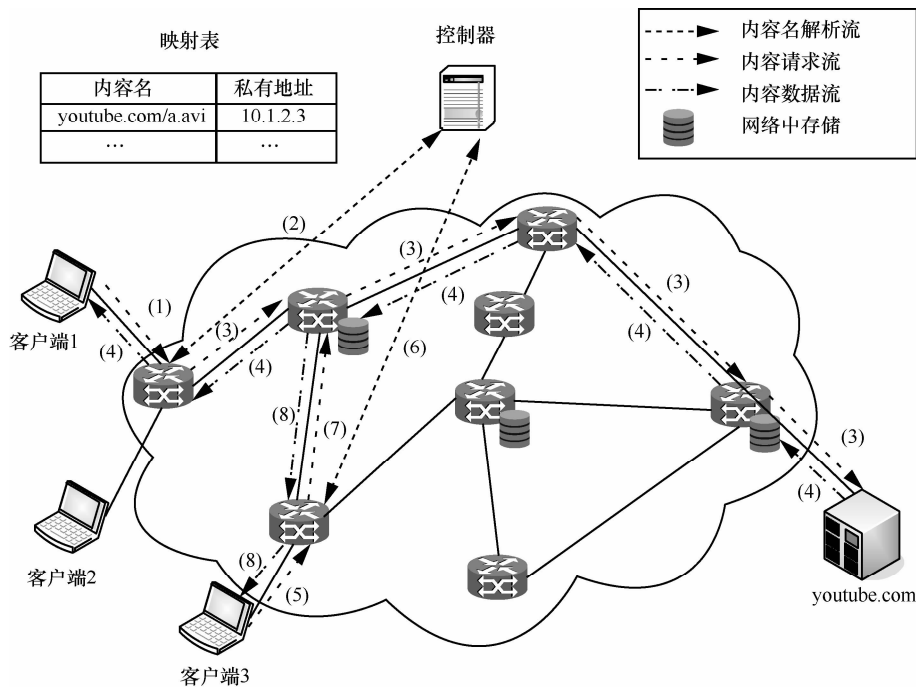 映射表
内容名 私有地址
youtube.com/a.avi 10.1.2.3
… …
控制器
内容名解析流
内容请求流
内容数据流
网络中存储
(2)
(3)
(3)
(4)
(1)
(3)
(4)
(4)
(4)
(6)
客户端1
(8)
(7)
(3)
(4)
客户端2
(8)
(5)
youtube.com
客户端3